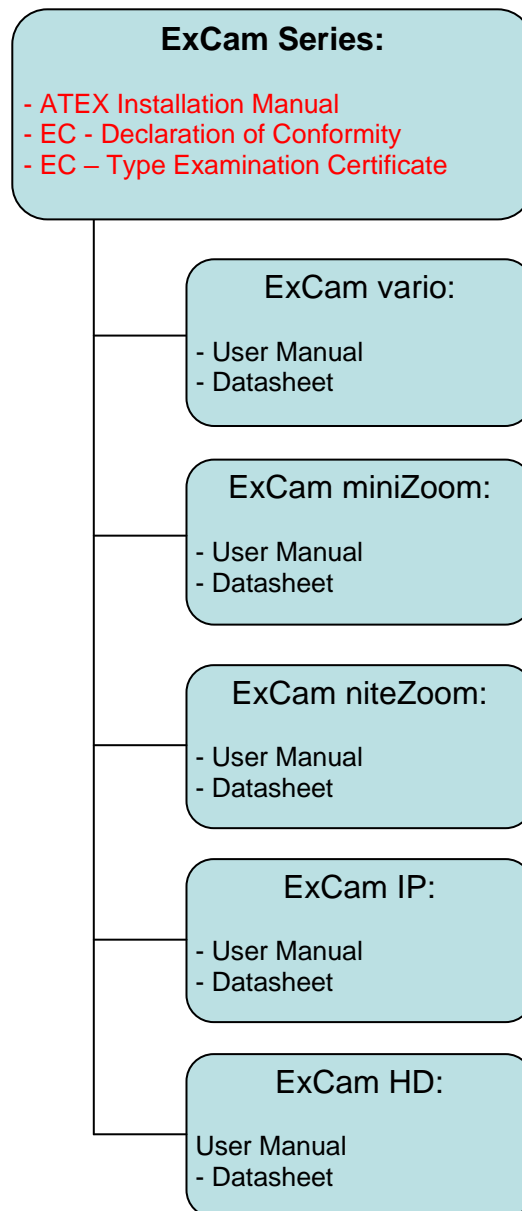 ExCam Series:
- ATEX Installation Manual
- EC - Declaration of Conformity
- EC – Type Examination Certificate
ExCam vario:
- User Manual
- Datasheet
ExCam miniZoom:
- User Manual
- Datasheet
ExCam niteZoom:
- User Manual
- Datasheet
ExCam IP:
- User Manual
- Datasheet
ExCam HD:
User Manual
- Datasheet